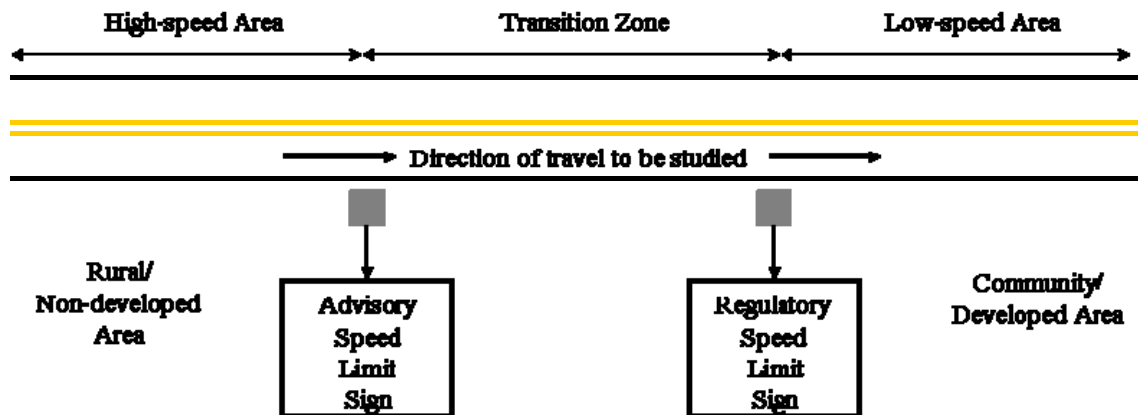 High-speed Area
Transition Zone
Low-speed Area
Direction of travel to be studied
Rural/
Non-developed
Area
Advisory
Speed
Limit
Sign
Regulatory
Speed
Limit
Sign
Community/
Developed Area